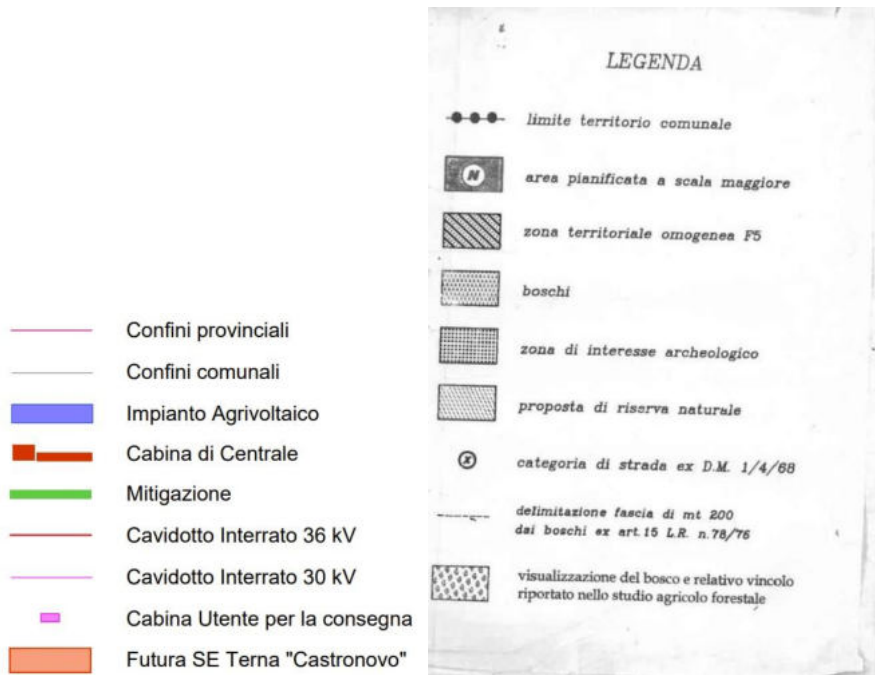 Confini provinciali
Confini comunali
Impianto Agrivoltaico
Cabina di Centrale
Mitigazione
Cavidotto Interrato 36 kV
Cavidotto Interrato 30 kV
Cabina Utente per la consegna
Futura SE Terna "Castronovo"
LEGENDA
limite territorio comunale
N
area pianificata a scala maggiore
zona territoriale omogenea F5
boschi
zona di interesse archeologico
proposta di riserva naturale
x
categoria di strada ex D.M. 1/4/68
delimitazione fascia di mt 200
dai boschi ex art.15 L.R. n.78/76
visualizzazione del bosco e relativo vincolo
riportato nello studio agricolo forestale